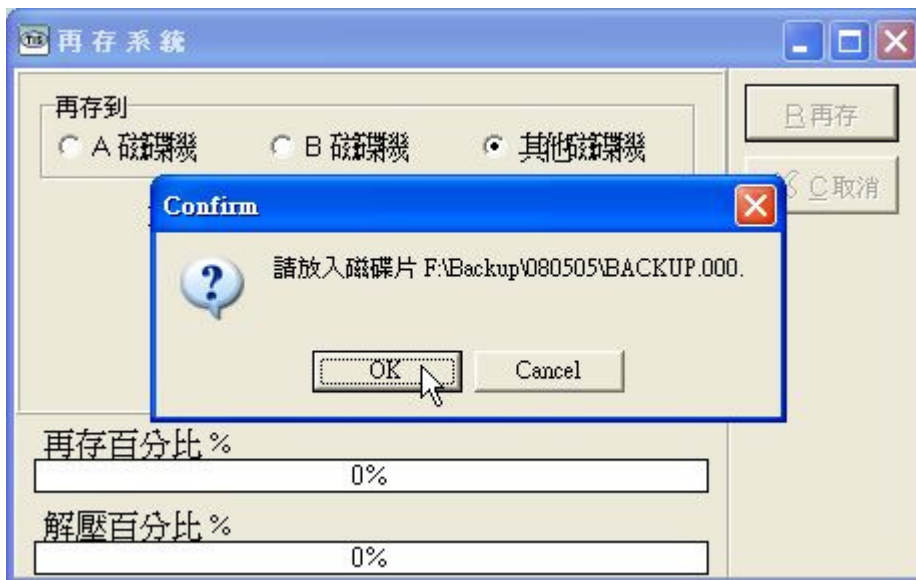 再存系統
再存到
A 磁碟機
B 磁碟機
其他磁碟機
R再存
C取消
Confirm
請放入磁碟片 F:\Backup\080505\BACKUP.000.
OK
Cancel
再存百分比 %
0%
解壓百分比 %
0%